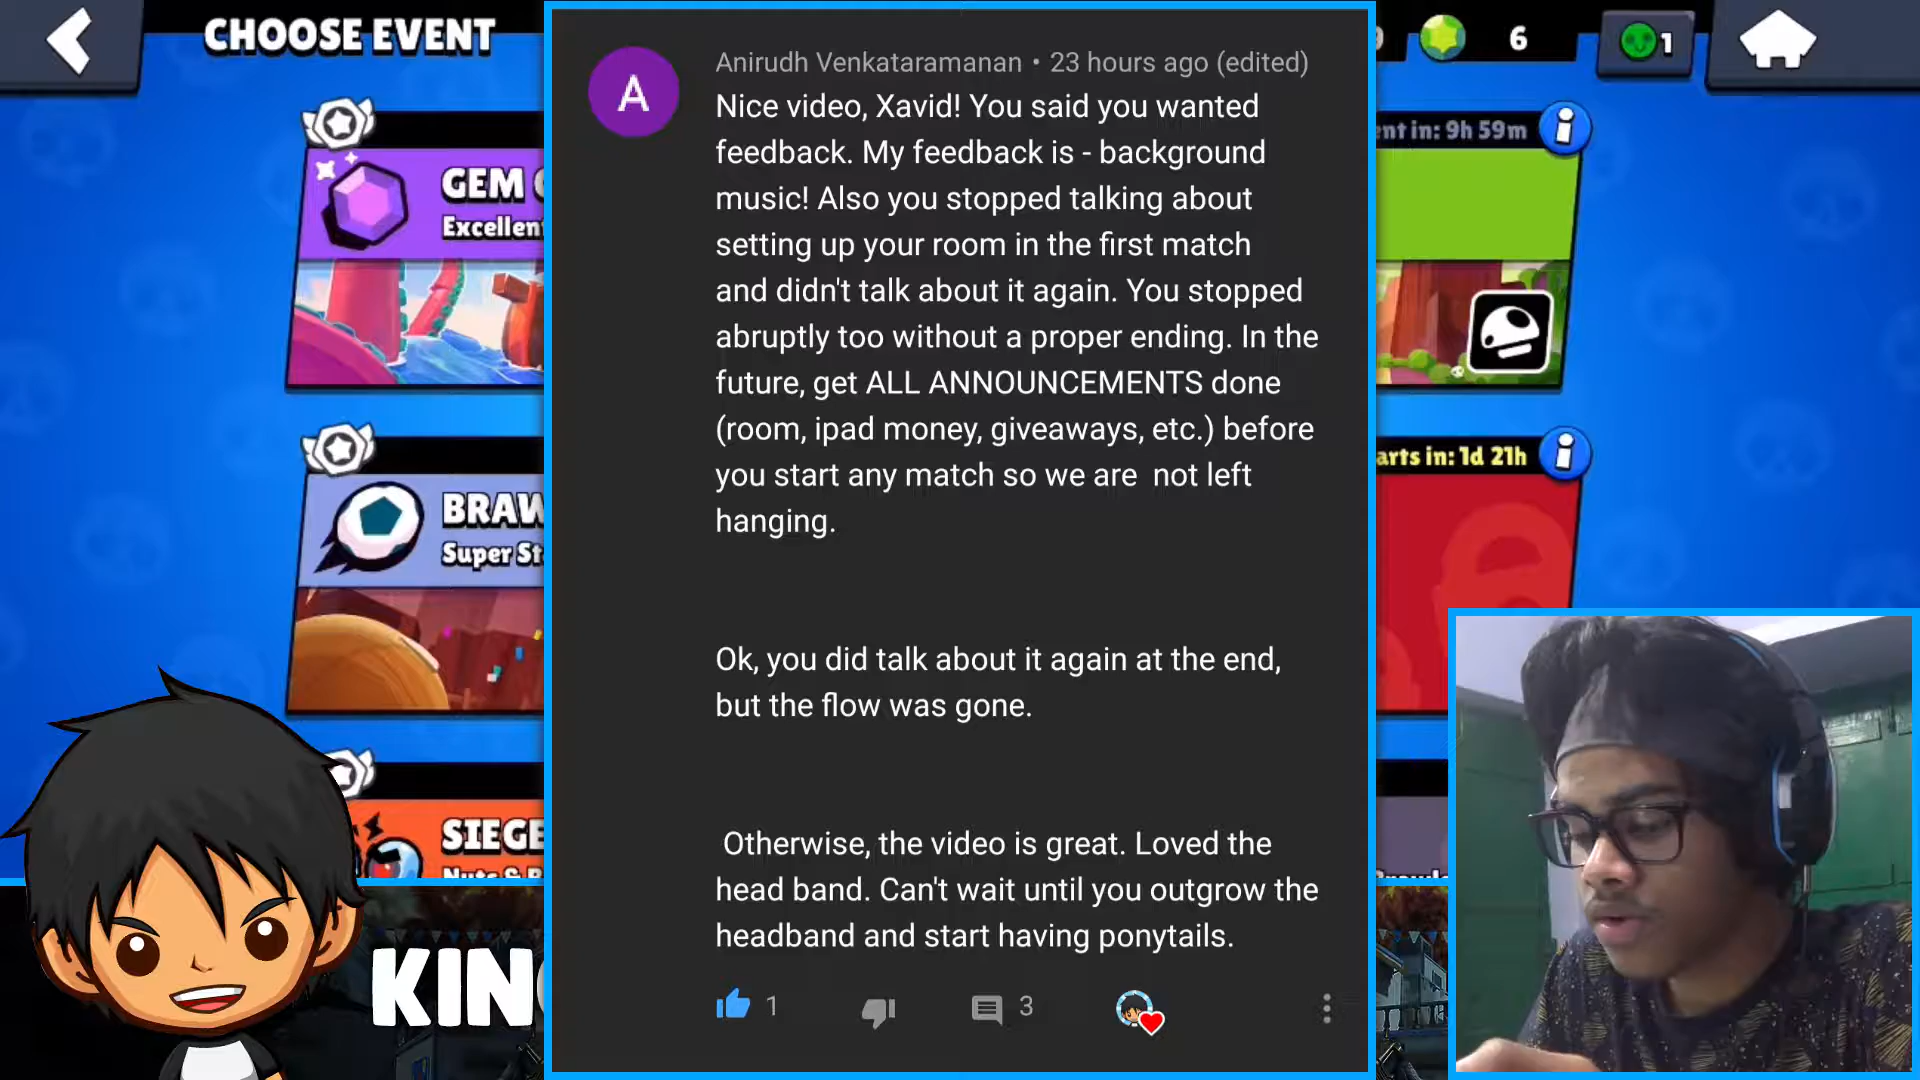 CHOOSE EVENT
6
1
GEM
Excellen
ent in: 9h 59m
A
Anirudh Venkataramanan • 23 hours ago (edited)
Nice video, Xavid! You said you wanted
feedback. My feedback is - background
music! Also you stopped talking about
setting up your room in the first match
and didn't talk about it again. You stopped
abruptly too without a proper ending. In the
future, get ALL ANNOUNCEMENTS done
(room, ipad money, giveaways, etc.) before
you start any match so we are  not left
hanging.
Ok, you did talk about it again at the end,
but the flow was gone.
Otherwise, the video is great. Loved the
head band. Can't wait until you outgrow the
headband and start having ponytails.
1
3
BRAW
Super St
arts in: 1d 21h
SIEGE
Nuts & B
KIN